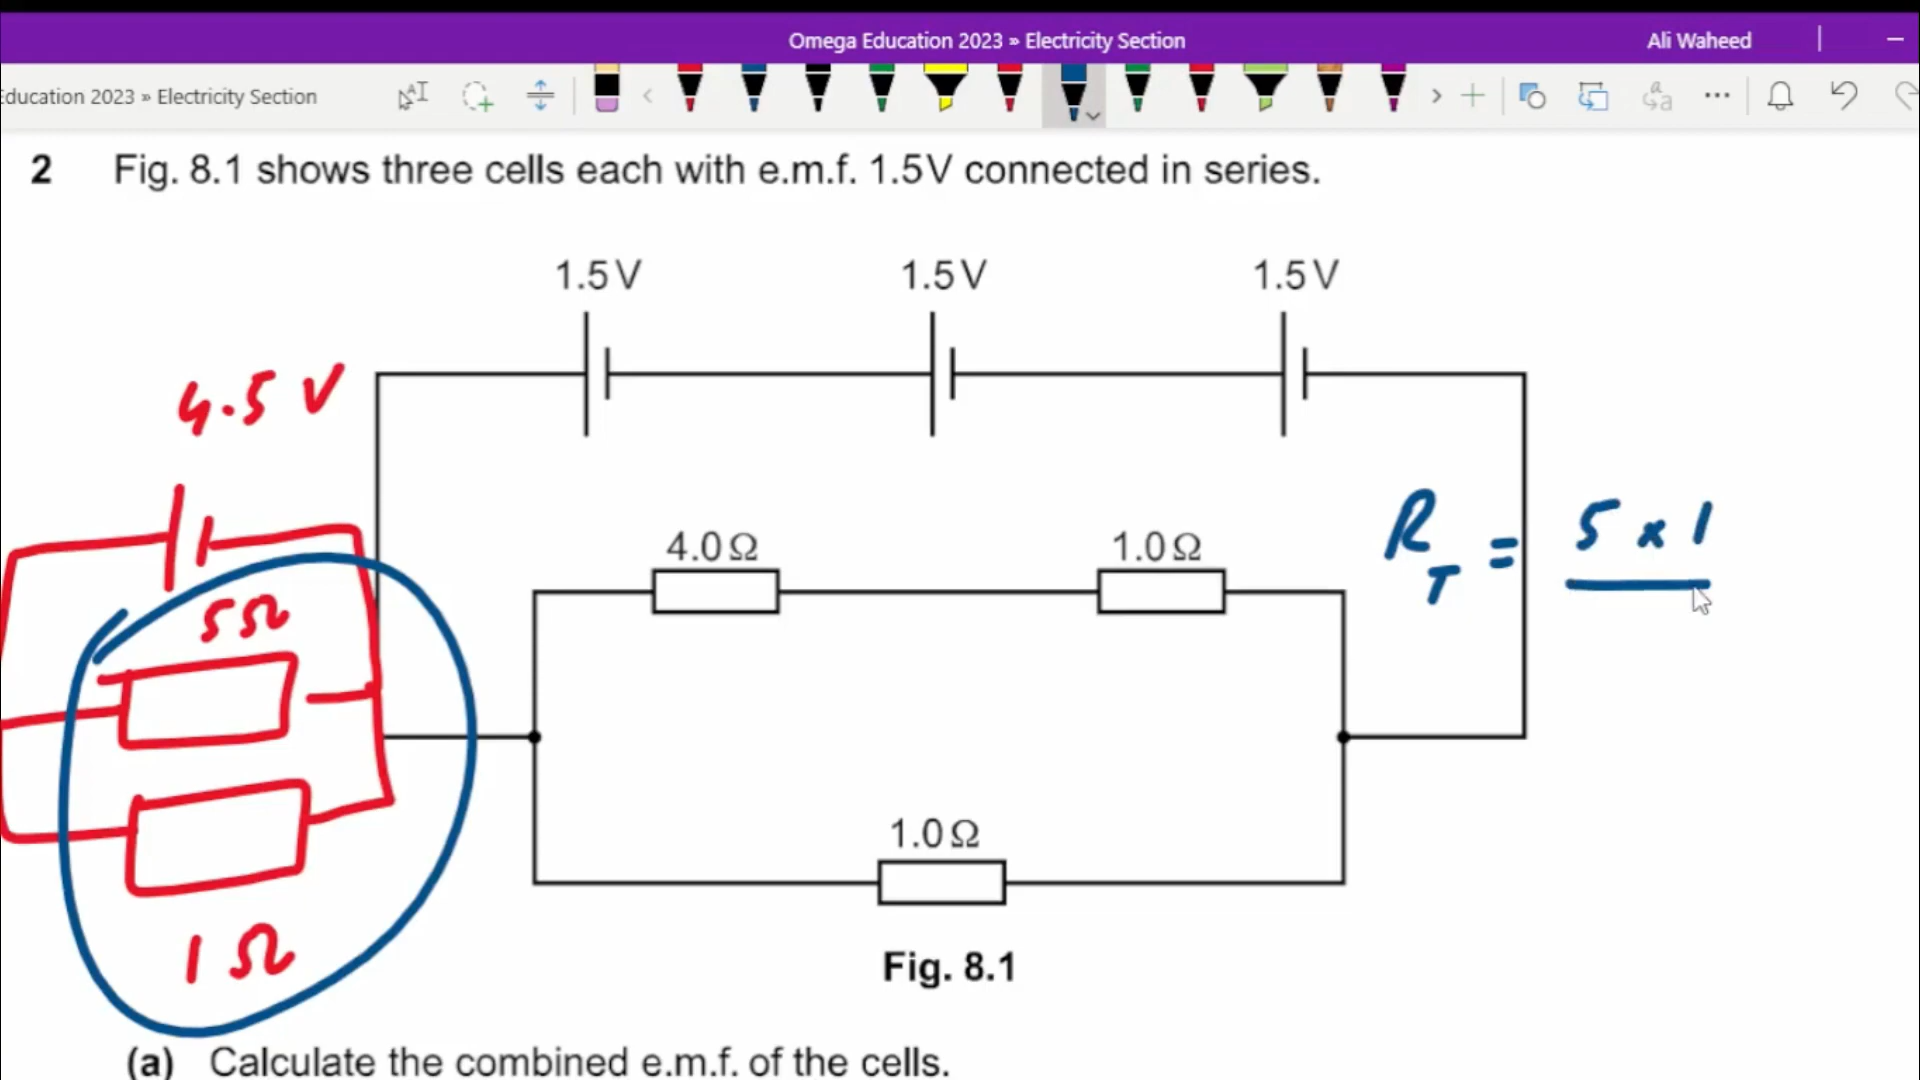 Omega Education 2023 » Electricity Section
Ali Waheed
Education 2023 » Electricity Section
2 Fig. 8.1 shows three cells each with e.m.f. 1.5V connected in series.
1.5V 1.5V 1.5V
4.5 V
4.0Ω 1.0Ω
R_T = 5 × 1
5Ω
1.0Ω
1Ω
Fig. 8.1
(a) Calculate the combined e.m.f. of the cells.